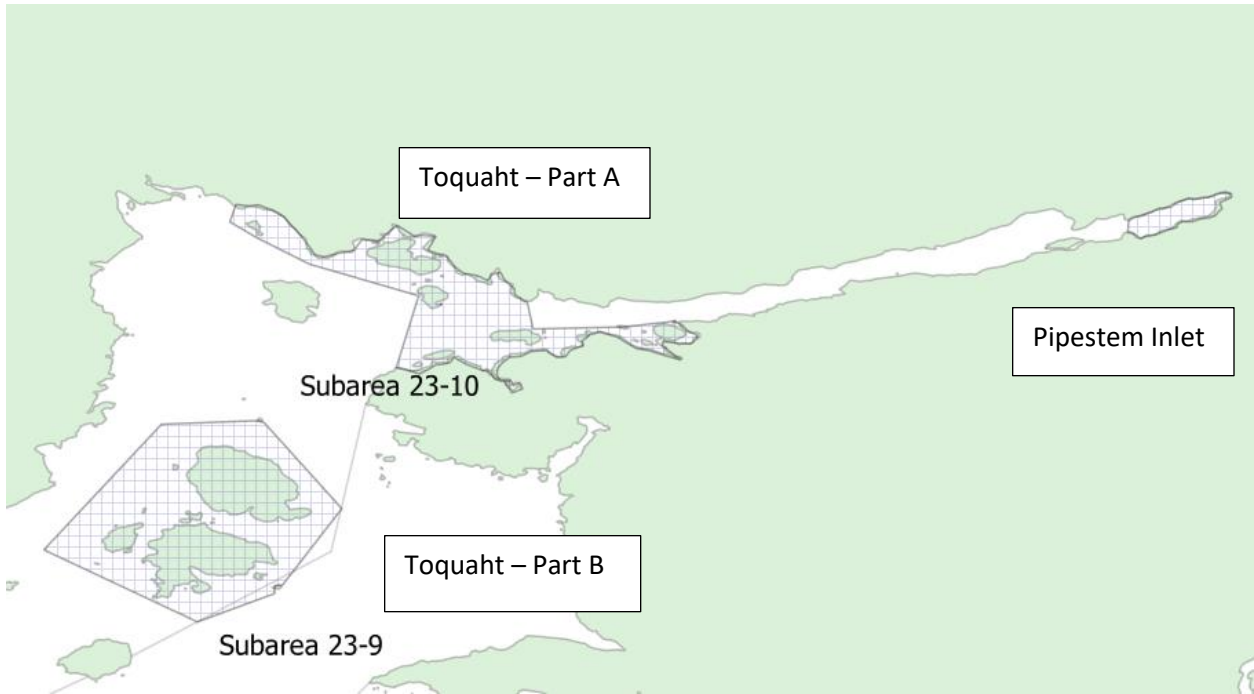 Toquaht – Part A
Pipestem Inlet
Subarea 23-10
Toquaht – Part B
Subarea 23-9